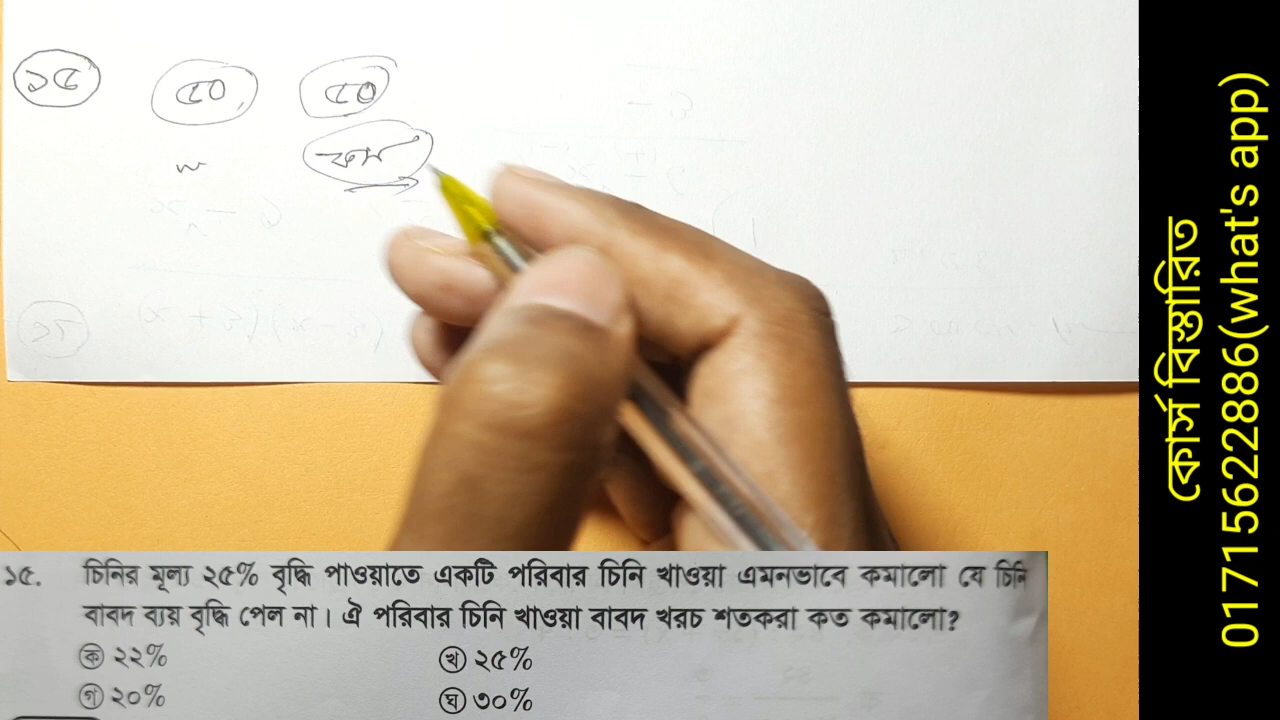 ১৫ ৫০ ৫০
কম
১৫. চিনির মূল্য ২৫% বৃদ্ধি পাওয়াতে একটি পরিবার চিনি খাওয়া এমনভাবে কমালো যে চিনি
বাবদ ব্যয় বৃদ্ধি পেল না। ঐ পরিবার চিনি খাওয়া বাবদ খরচ শতকরা কত কমালো?
ক ২২% খ ২৫%
গ ২০% ঘ ৩০%
কোর্স বিস্তারিত
01715622886(what's app)